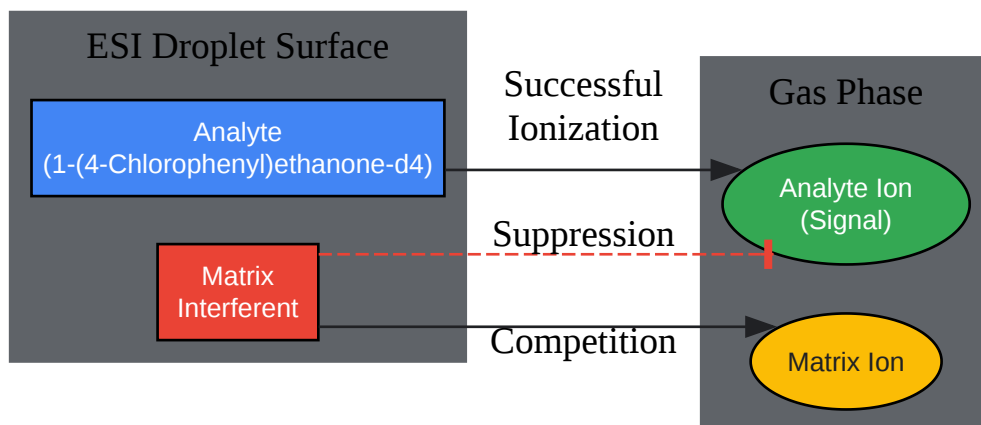 ESI Droplet Surface
Analyte
(1-(4-Chlorophenyl)ethanone-d4)
Matrix
Interferent
Successful
Ionization
Suppression
Competition
Gas Phase
Analyte Ion
(Signal)
Matrix Ion